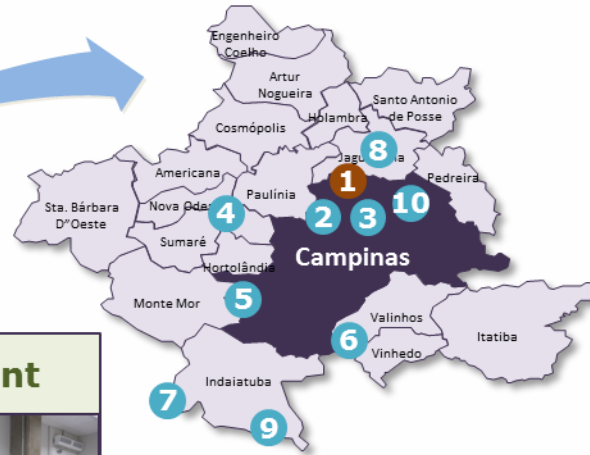 Engenheiro
Coelho
Artur
Nogueira
Santo Antonio
de Posse
Holambra
Cosmópolis
8
Americana
1
Pedreira
Paulínia
Sta. Bárbara
D"Oeste
Nova
4
2
3
10
Sumaré
Campinas
Hortolândia
5
Monte Mor
Valinhos
6
Itatiba
Vinhedo
Indaiatuba
7
9
nt